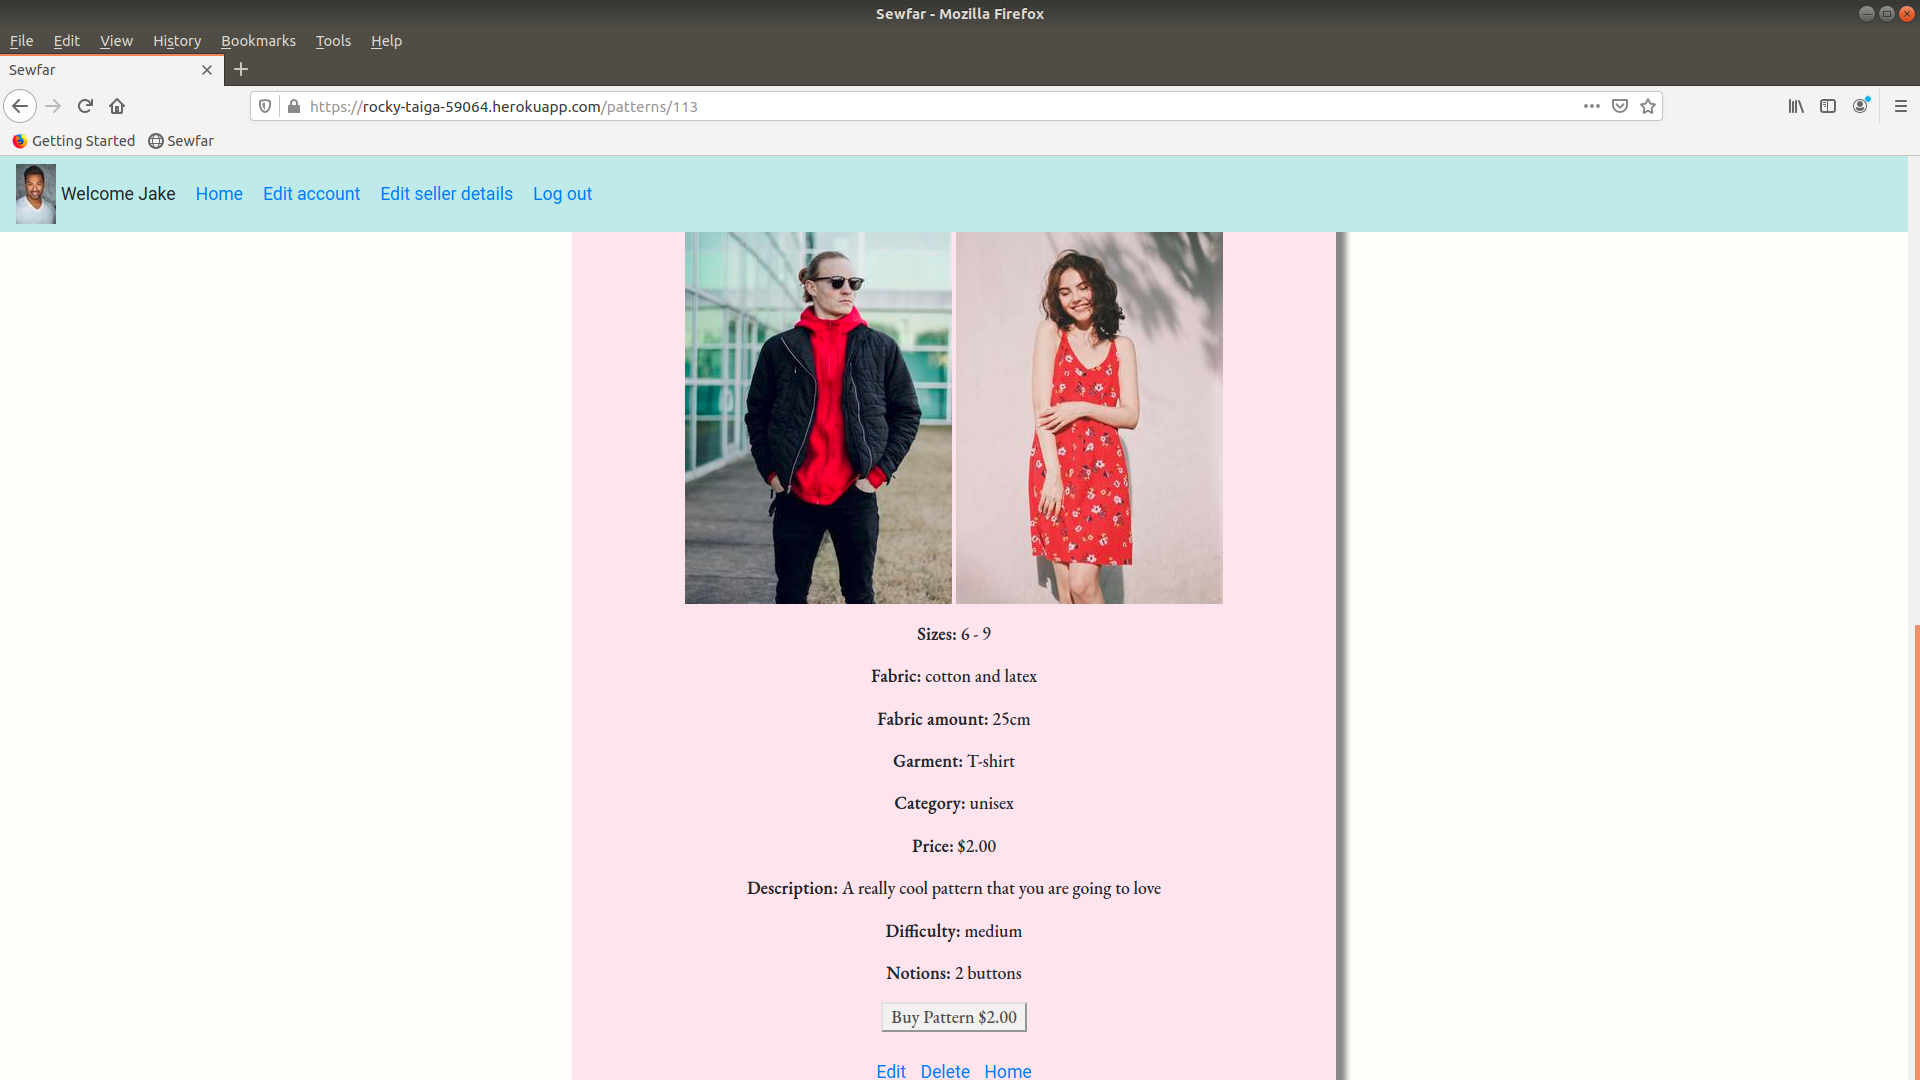 Sewfar - Mozilla Firefox
File Edit View History Bookmarks Tools Help
Sewfar
https://rocky-taiga-59064.herokuapp.com/patterns/113
Getting Started Sewfar
Welcome Jake Home Edit account Edit seller details Log out
Sizes: 6 - 9
Fabric: cotton and latex
Fabric amount: 25cm
Garment: T-shirt
Category: unisex
Price: $2.00
Description: A really cool pattern that you are going to love
Difficulty: medium
Notions: 2 buttons
Buy Pattern $2.00
Edit Delete Home